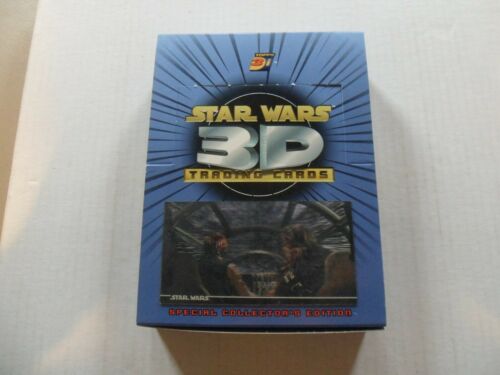 3Di
STAR WARS
3D
TRADING CARDS
STAR WARS
SPECIAL COLLECTOR'S EDITION